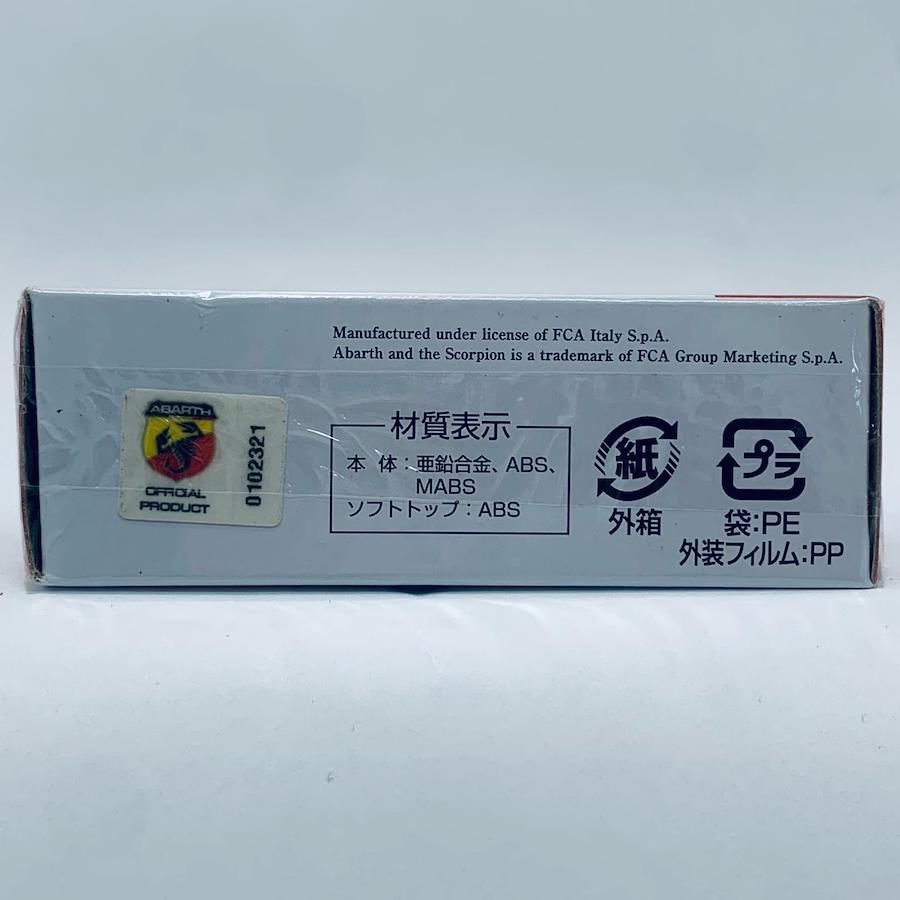 Manufactured under license of FCA Italy S.p.A.
Abarth and the Scorpion is a trademark of FCA Group Marketing S.p.A.
ABARTH
OFFICIAL
PRODUCT
0102321
材質表示
本 体:亜鉛合金、ABS、
MABS
ソフトトップ:ABS
紙
外箱
プラ
袋:PE
外装フィルム:PP